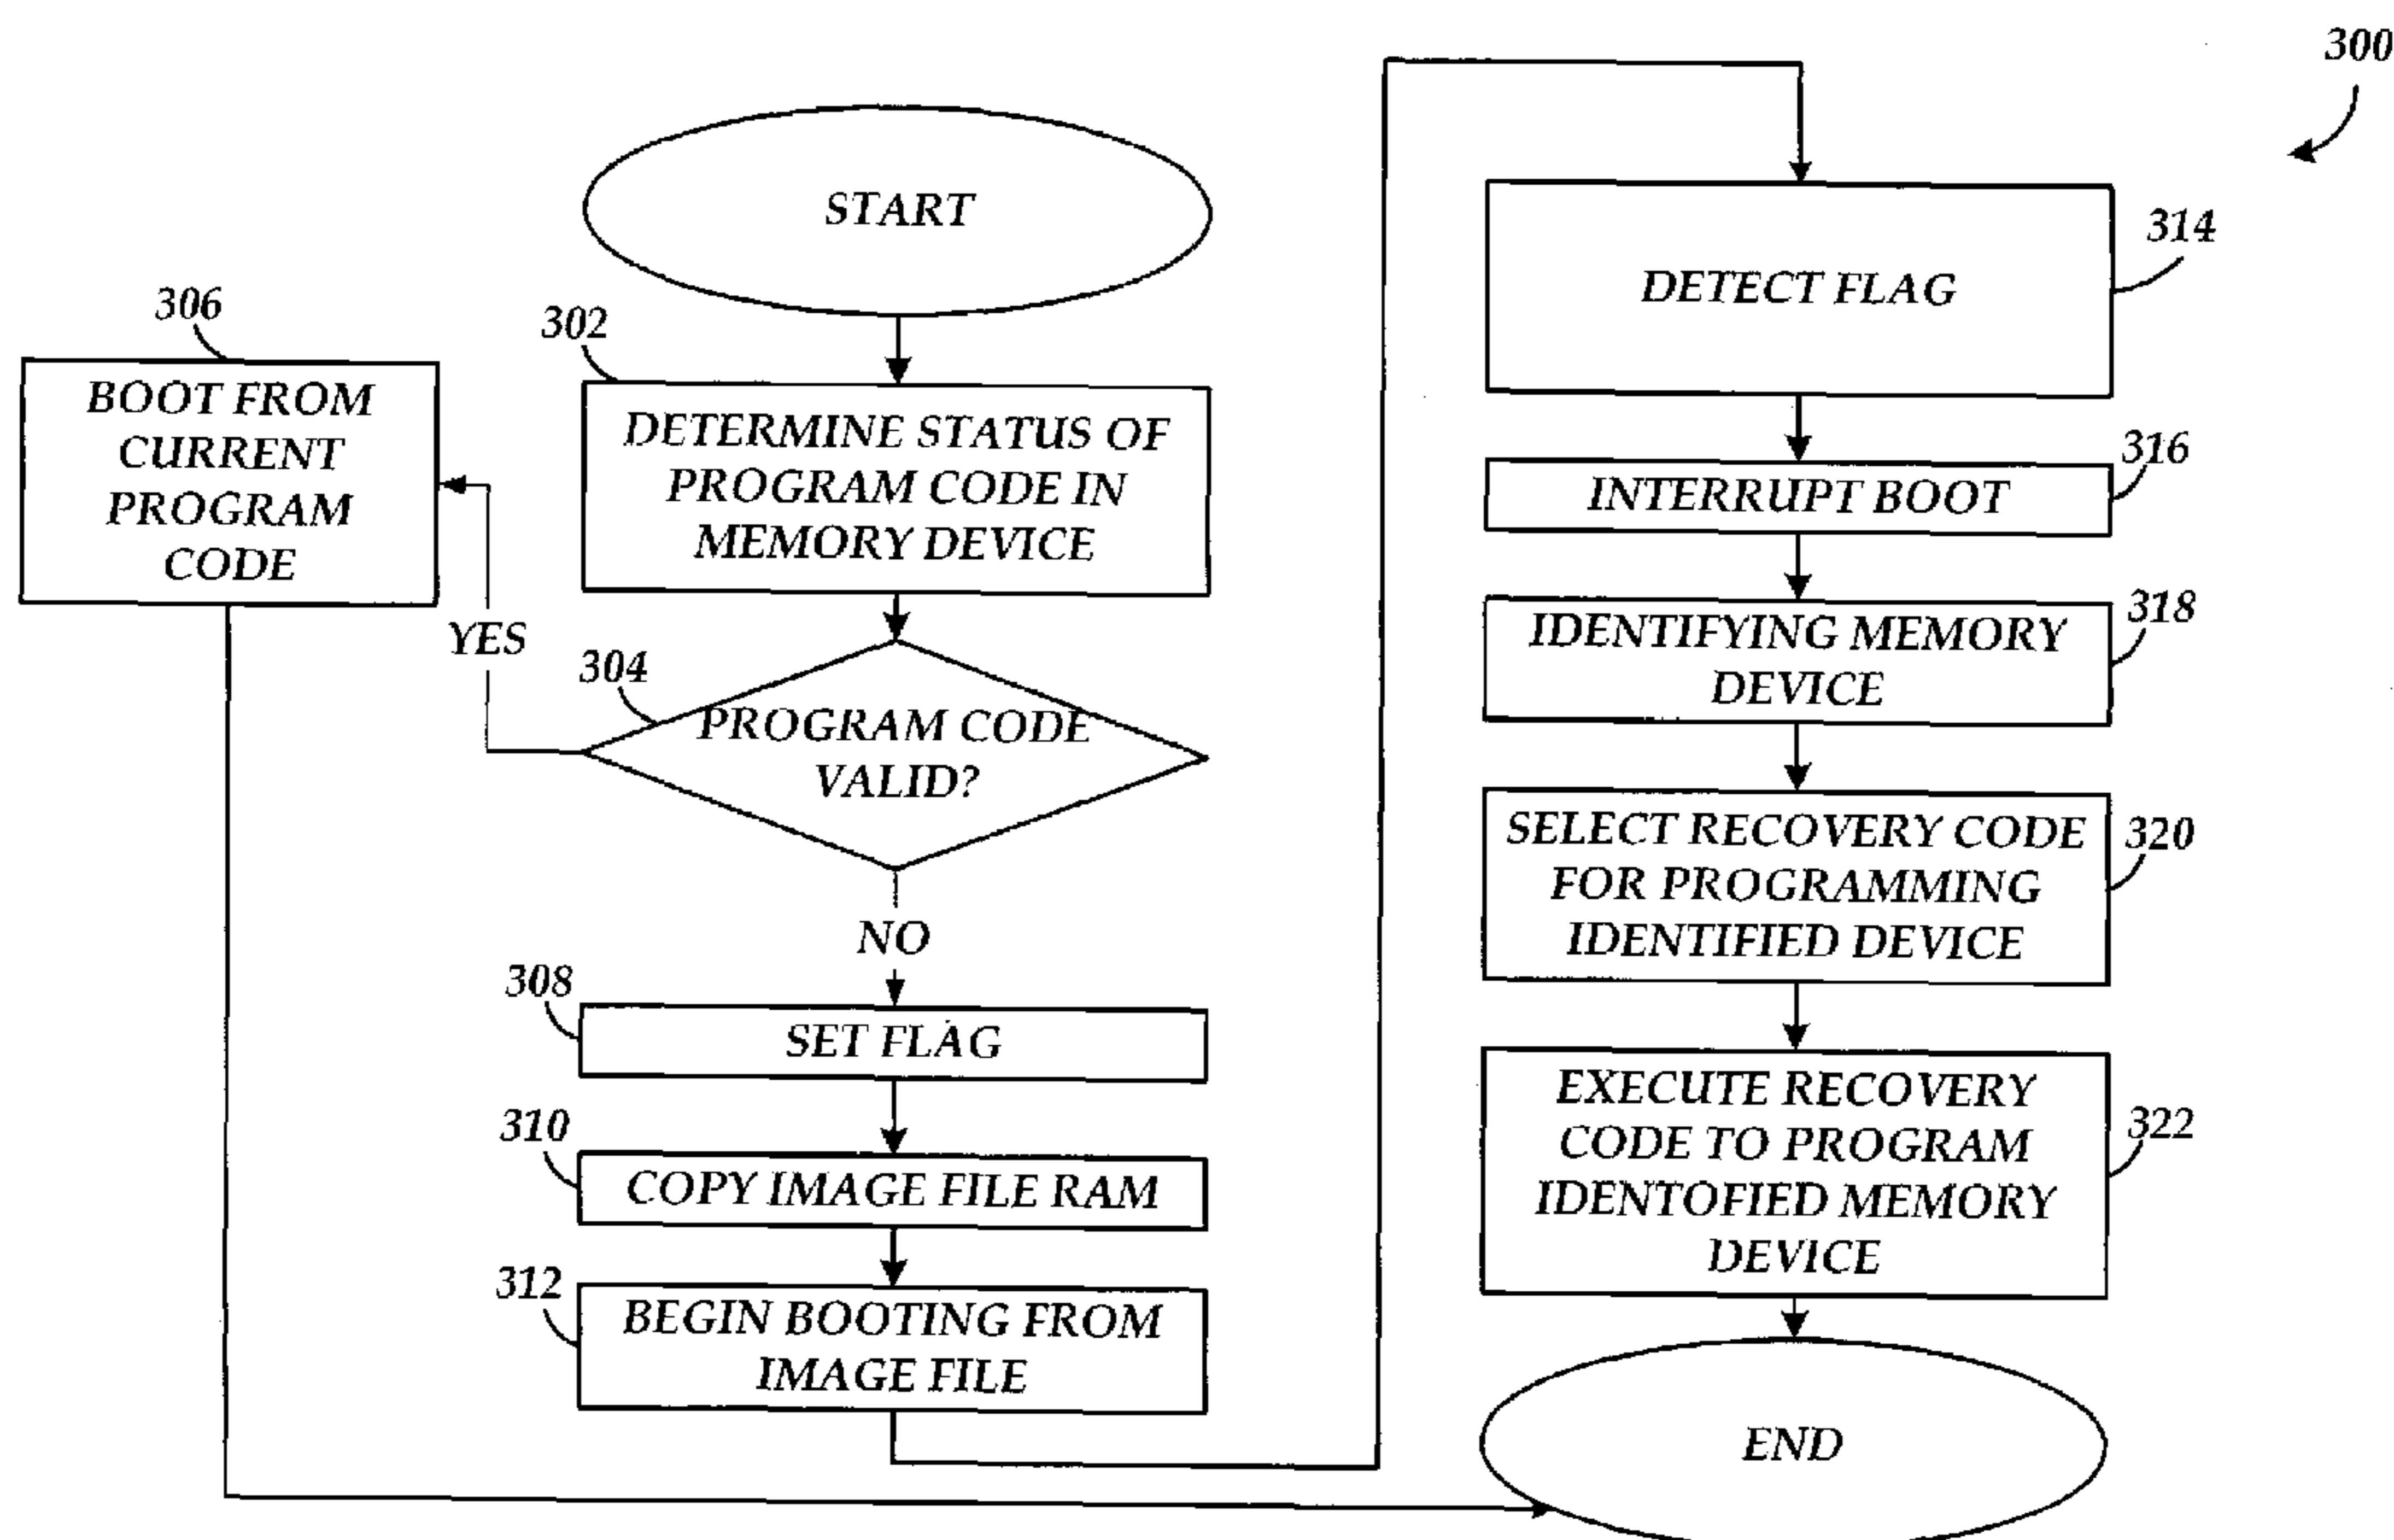 300
START
302
DETERMINE STATUS OF
PROGRAM CODE IN
MEMORY DEVICE
304
PROGRAM CODE
VALID?
YES
306
BOOT FROM
CURRENT
PROGRAM
CODE
NO
308
SET FLAG
310
COPY IMAGE FILE RAM
312
BEGIN BOOTING FROM
IMAGE FILE
314
DETECT FLAG
316
INTERRUPT BOOT
318
IDENTIFYING MEMORY
DEVICE
320
SELECT RECOVERY CODE
FOR PROGRAMMING
IDENTIFIED DEVICE
322
EXECUTE RECOVERY
CODE TO PROGRAM
IDENTOFIED MEMORY
DEVICE
END